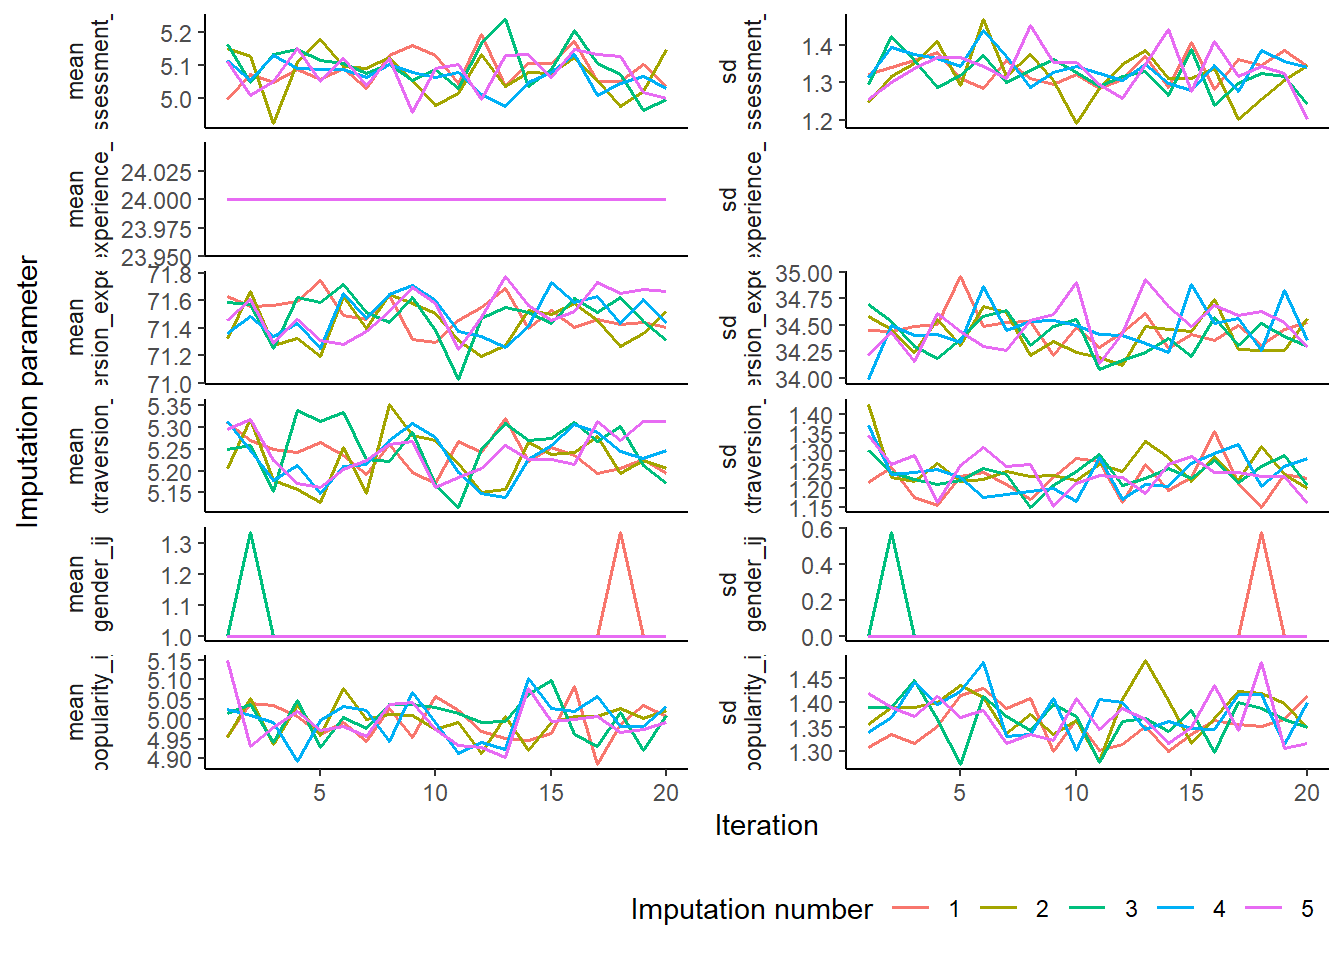 mean
ssessment_
5.2
5.1
5.0
sd
ssessment_
1.4
1.3
1.2
mean
experience_
24.025
24.000
23.975
23.950
sd
experience_
mean
ersion_expe
71.8
71.6
71.4
71.2
71.0
sd
ersion_expe
35.00
34.75
34.50
34.25
34.00
mean
xtraversion_
5.35
5.30
5.25
5.20
5.15
sd
xtraversion_
1.40
1.35
1.30
1.25
1.20
1.15
mean
gender_ij
1.3
1.2
1.1
1.0
sd
gender_ij
0.6
0.4
0.2
0.0
mean
popularity_i
5.15
5.10
5.05
5.00
4.95
4.90
sd
popularity_i
1.45
1.40
1.35
1.30
5 10 15 20
5 10 15 20
Imputation parameter
Iteration
Imputation number 1 2 3 4 5